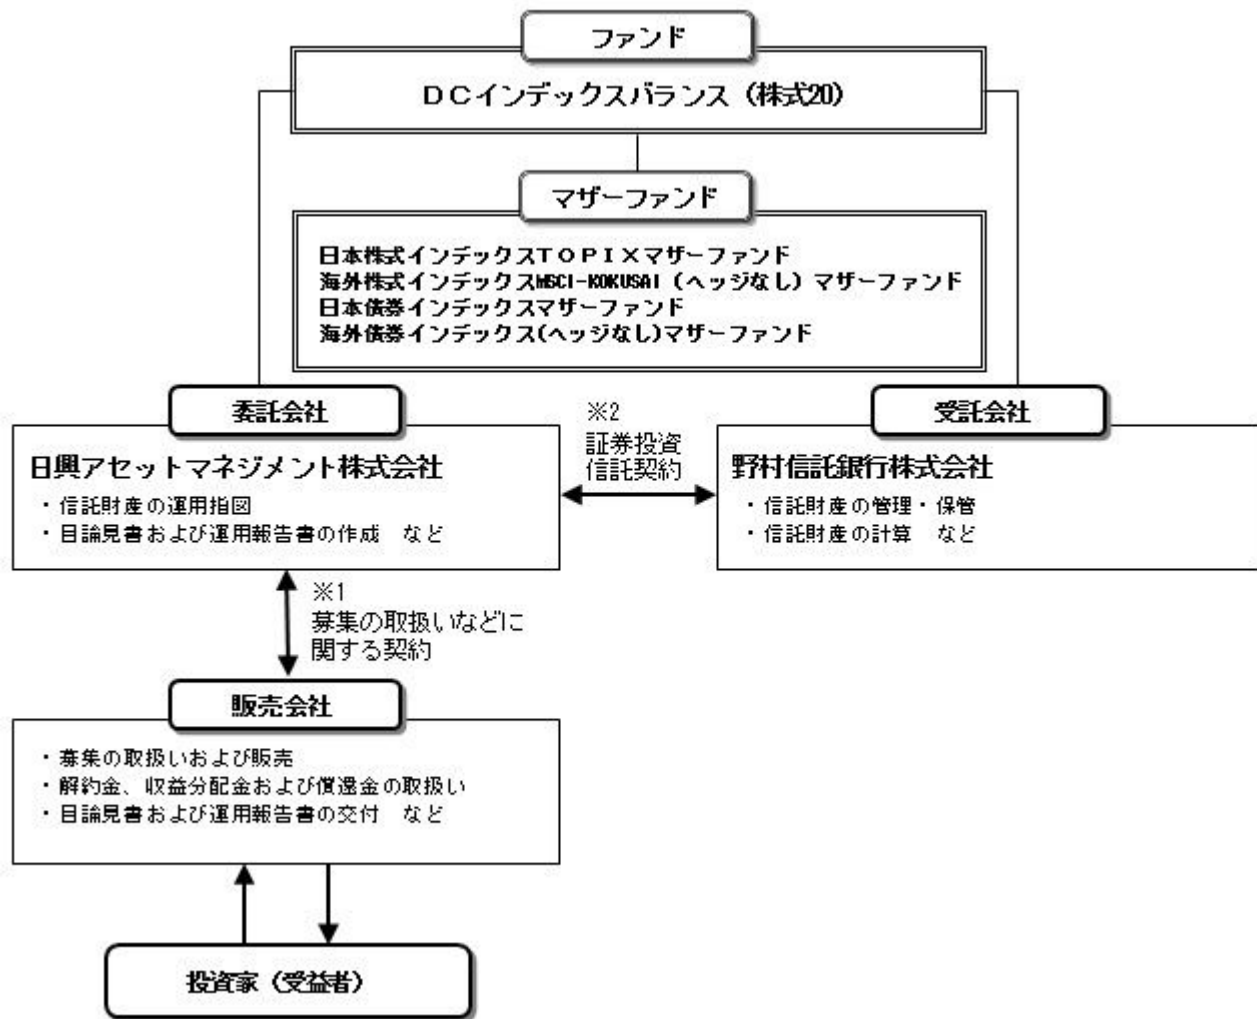 ファンド
DCインデックスバランス（株式20）
マザーファンド
日本株式インデックスTOPIXマザーファンド
海外株式インデックスMSCI-KOKUSAI（ヘッジなし）マザーファンド
日本債券インデックスマザーファンド
海外債券インデックス(ヘッジなし)マザーファンド
委託会社
日興アセットマネジメント株式会社
・信託財産の運用指図
・目論見書および運用報告書の作成　など
※2
証券投資
信託契約
受託会社
野村信託銀行株式会社
・信託財産の管理・保管
・信託財産の計算　など
※1
募集の取扱いなどに
関する契約
販売会社
・募集の取扱いおよび販売
・解約金、収益分配金および償還金の取扱い
・目論見書および運用報告書の交付　など
投資家（受益者）